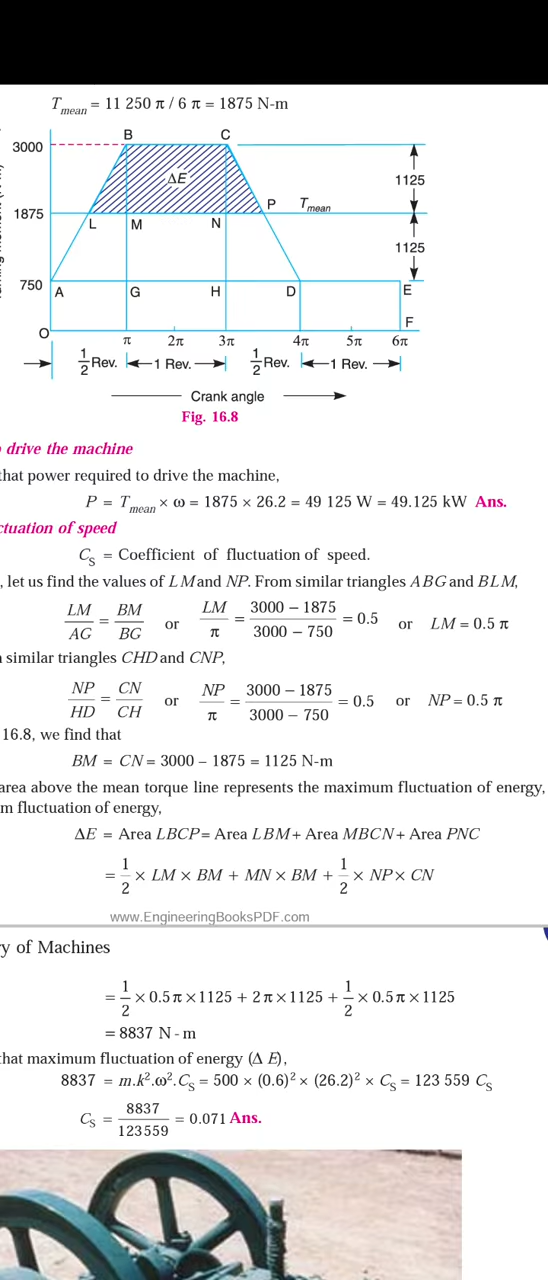 T mean = 11 250 π / 6 π = 1875 N-m
B C
3000
ΔE
1125
P T mean
1875
L M N
1125
750
A G H D E
F
O
π 2π 3π 4π 5π 6π
1/2 Rev. 1 Rev. 1/2 Rev. 1 Rev.
Crank angle
Fig. 16.8
drive the machine
that power required to drive the machine,
P = T mean × ω = 1875 × 26.2 = 49 125 W = 49.125 kW Ans.
ctuation of speed
C_S = Coefficient of fluctuation of speed.
, let us find the values of LM and NP. From similar triangles ABG and BLM,
LM/AG = BM/BG or LM/π = (3000 – 1875)/(3000 – 750) = 0.5 or LM = 0.5 π
similar triangles CHD and CNP,
NP/HD = CN/CH or NP/π = (3000 – 1875)/(3000 – 750) = 0.5 or NP = 0.5 π
16.8, we find that
BM = CN = 3000 – 1875 = 1125 N-m
area above the mean torque line represents the maximum fluctuation of energy,
m fluctuation of energy,
ΔE = Area LBCP = Area LBM + Area MBCN + Area PNC
= 1/2 × LM × BM + MN × BM + 1/2 × NP × CN
www.EngineeringBooksPDF.com
ry of Machines
= 1/2 × 0.5 π × 1125 + 2 π × 1125 + 1/2 × 0.5 π × 1125
= 8837 N - m
that maximum fluctuation of energy (Δ E),
8837 = m.k².ω².C_S = 500 × (0.6)² × (26.2)² × C_S = 123 559 C_S
C_S = 8837/123559 = 0.071 Ans.